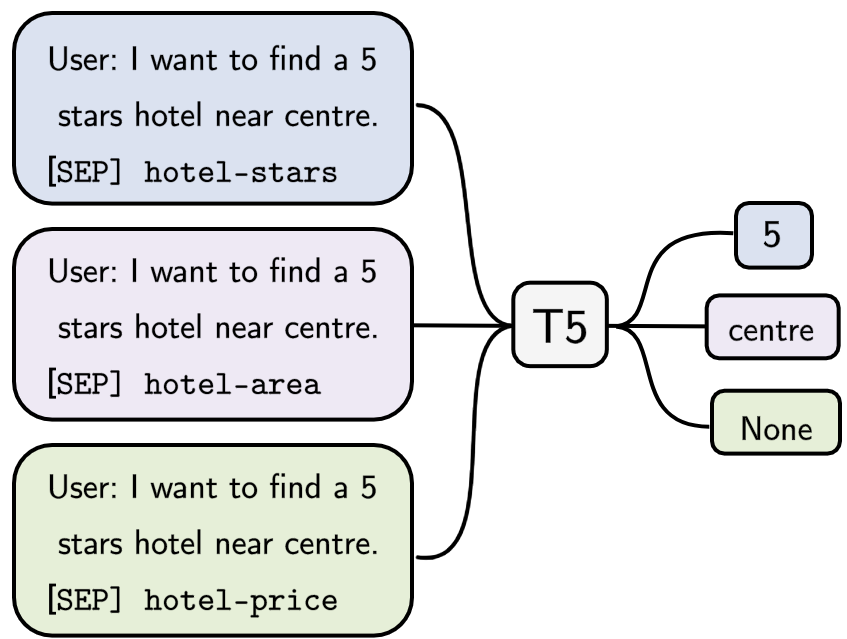 User: I want to find a 5
stars hotel near centre.
[SEP] hotel-stars
User: I want to find a 5
stars hotel near centre.
[SEP] hotel-area
User: I want to find a 5
stars hotel near centre.
[SEP] hotel-price
T5
5
centre
None